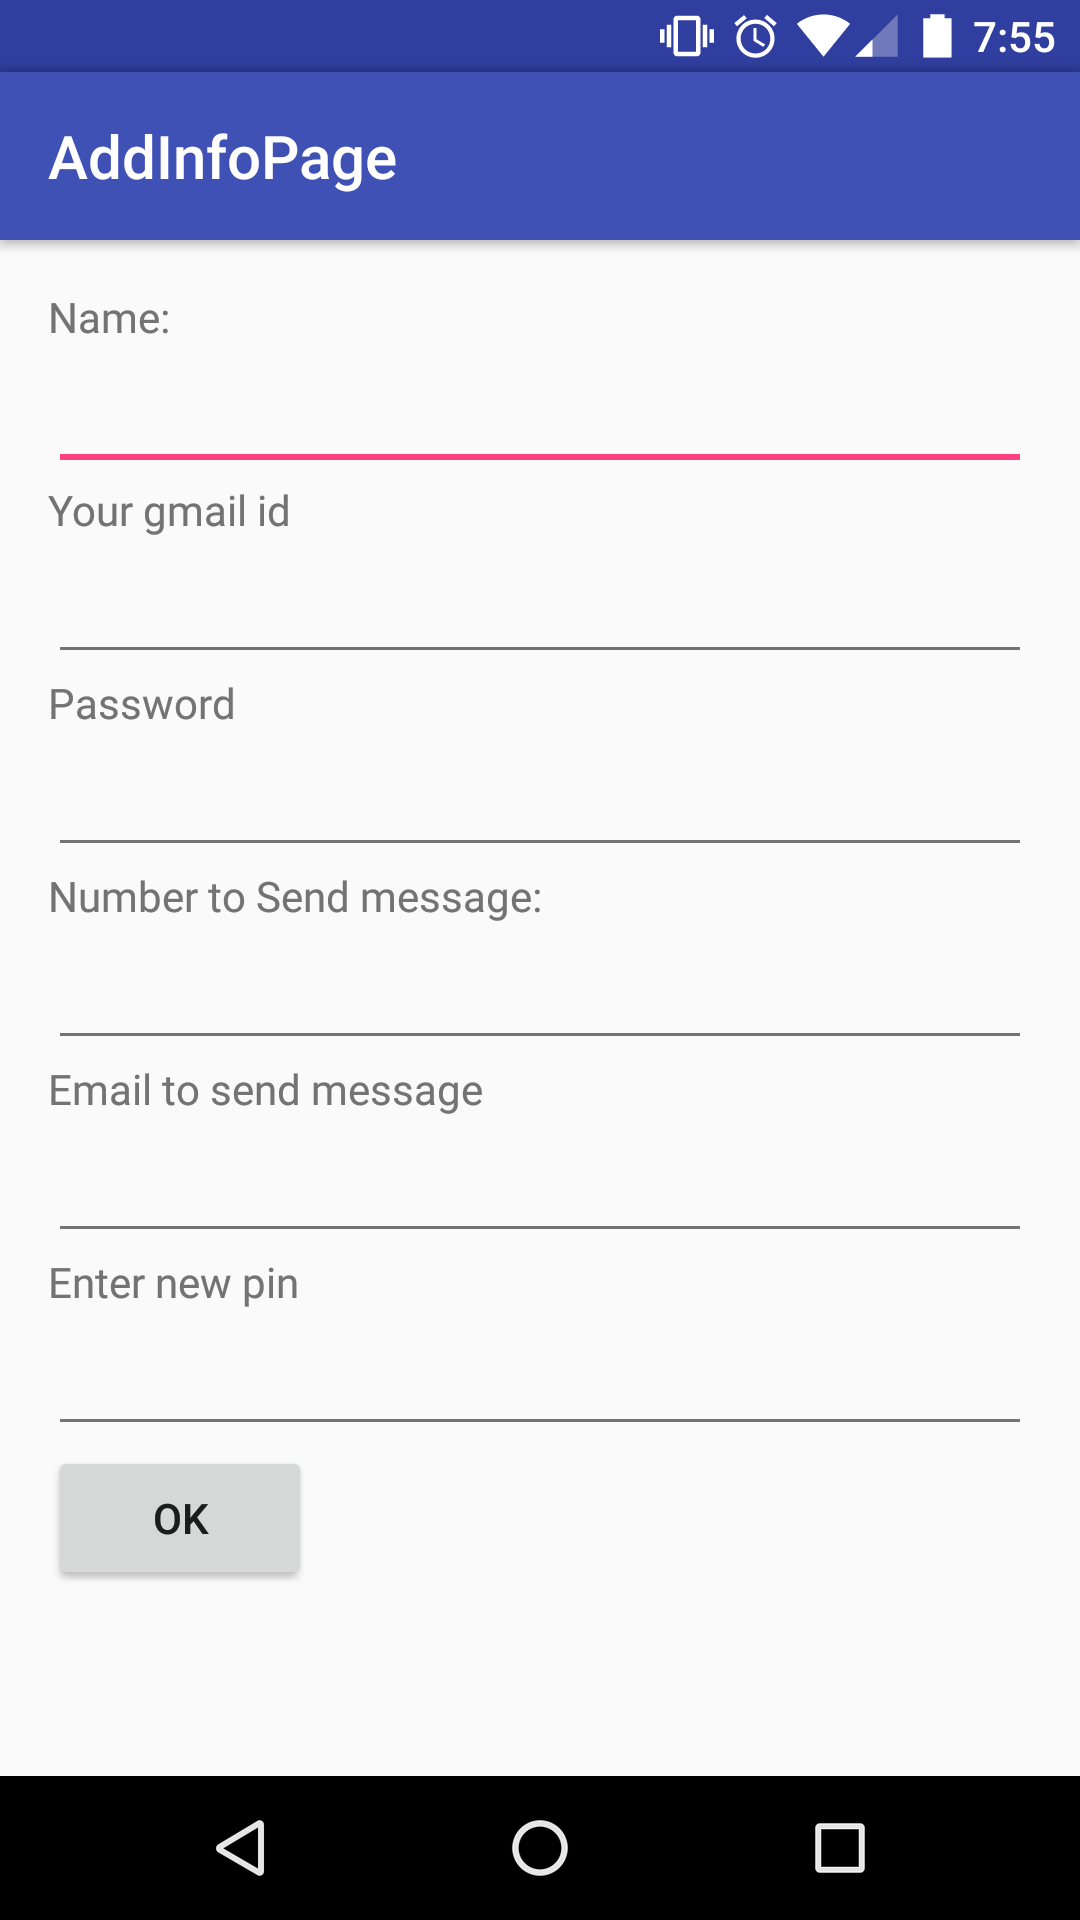 7:55
AddInfoPage
Name:
Your gmail id
Password
Number to Send message:
Email to send message
Enter new pin
OK